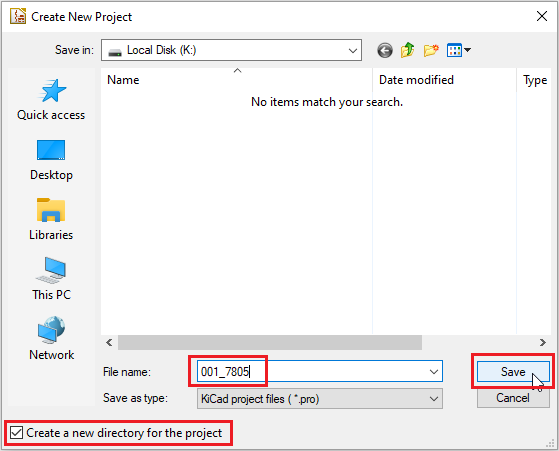 Create New Project
Save in: Local Disk (K:)
Name Date modified Type
No items match your search.
Quick access
Desktop
Libraries
This PC
Network
File name: 001_7805 Save
Save as type: KiCad project files ( *.pro) Cancel
Create a new directory for the project